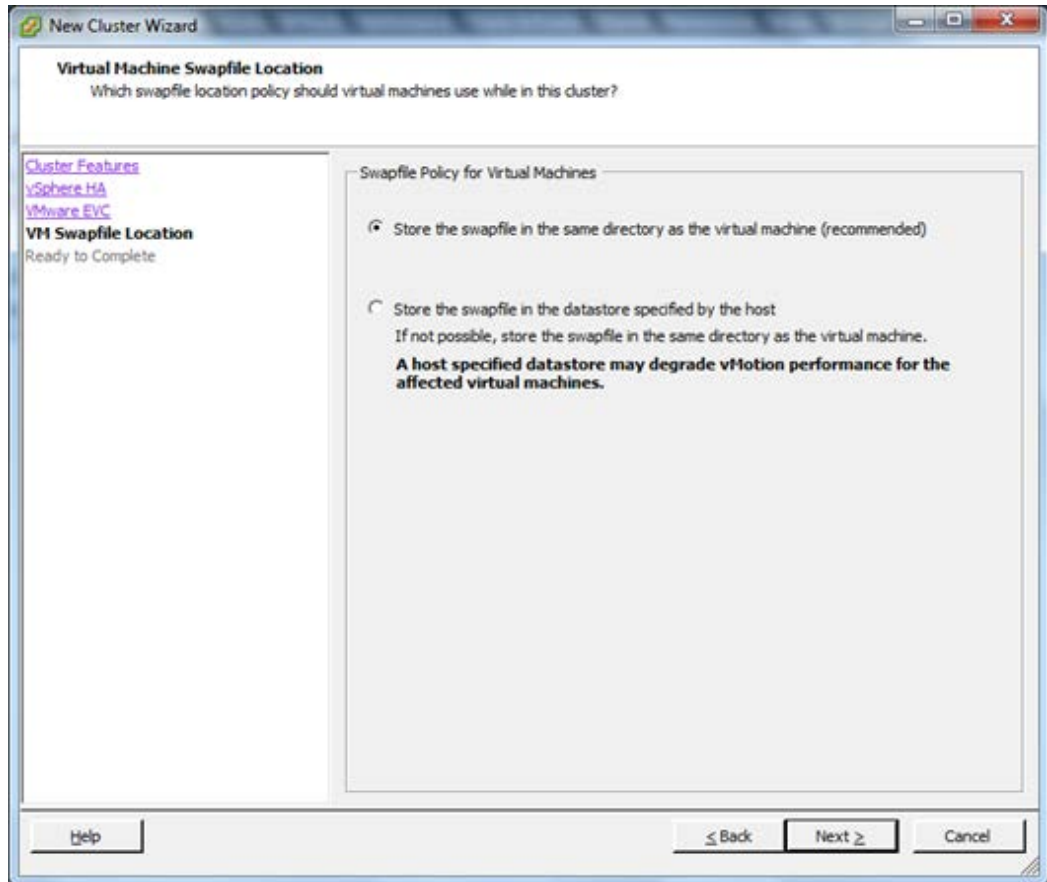 New Cluster Wizard
Virtual Machine Swapfile Location
Which swapfile location policy should virtual machines use while in this cluster?
Cluster Features
vSphere HA
VMware EVC
VM Swapfile Location
Ready to Complete
Swapfile Policy for Virtual Machines
Store the swapfile in the same directory as the virtual machine (recommended)
Store the swapfile in the datastore specified by the host
If not possible, store the swapfile in the same directory as the virtual machine.
A host specified datastore may degrade vMotion performance for the
affected virtual machines.
Help
< Back
Next >
Cancel